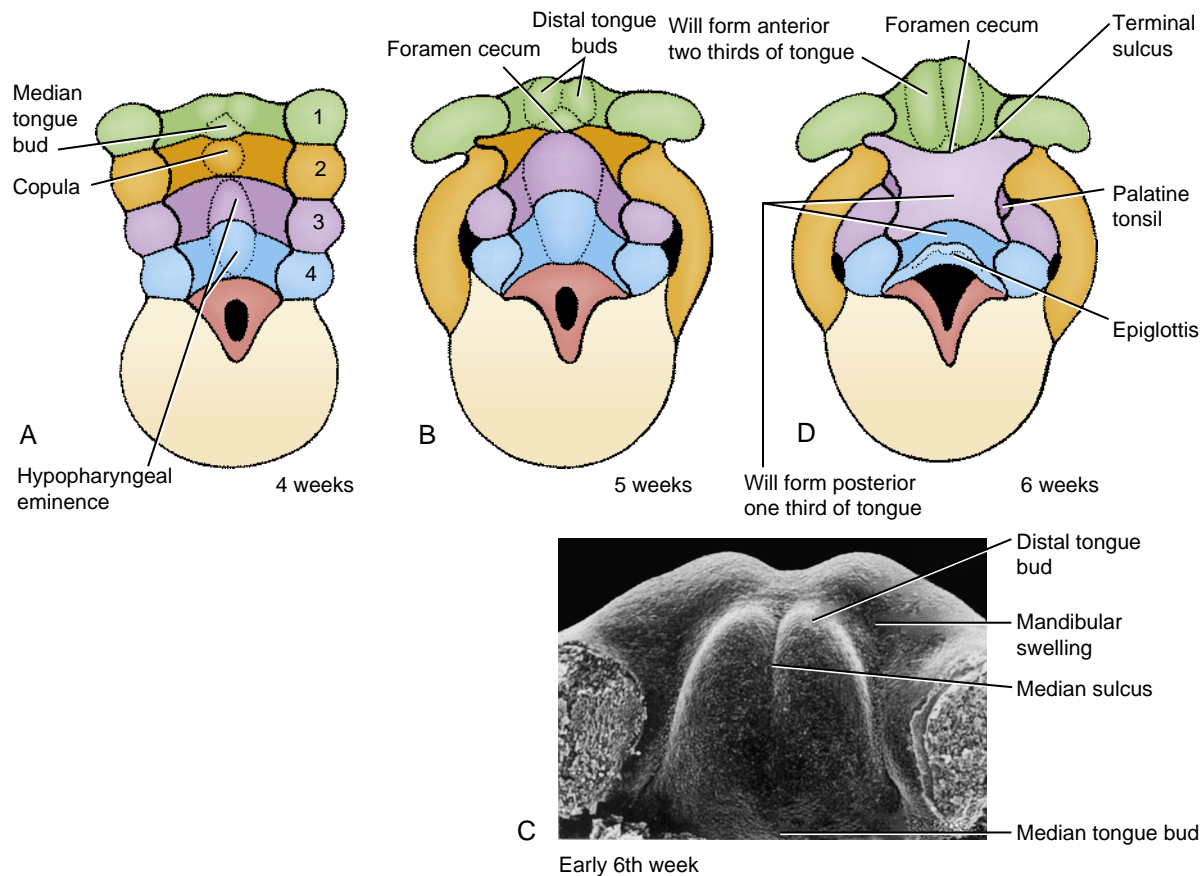 Median
tongue
bud
Copula
1
2
3
4
A
Hypopharyngeal
eminence
4 weeks
Foramen cecum
Distal tongue
buds
B
5 weeks
Will form anterior
two thirds of tongue
Foramen cecum
Terminal
sulcus
Palatine
tonsil
Epiglottis
D
Will form posterior
one third of tongue
6 weeks
Distal tongue
bud
Mandibular
swelling
Median sulcus
C
Median tongue bud
Early 6th week